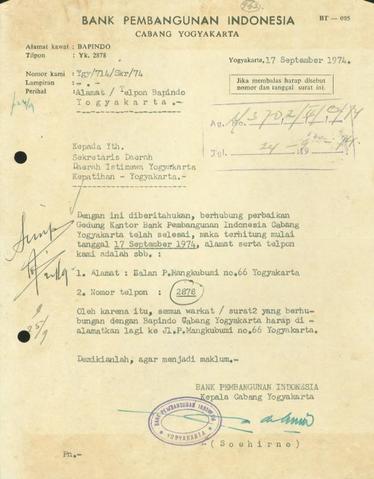 BANK PEMBANGUNAN INDONESIA
CABANG YOGYAKARTA
BT — 005
Alamat kawat : BAPINDO
Tilpon : Yk. 2878
Yogyakarta, 17 September 1974.
Nomor kami : Ygy/714/Skr/74
Lampiran : -.-
Perihal : Alamat / Telpon Bapindo
Yogyakarta.-
Jika membalas harap disebut
nomor dan tanggal surat ini.
Kepada Yth.
Sekretaris Daerah
Daerah Istimewa Yogyakarta
Kepatihan - Yogyakarta.-
Dengan ini diberitahukan, berhubung perbaikan
Gedung Kantor Bank Pembangunan Indonesia Cabang
Yogyakarta telah selesai, maka terhitung mulai
tanggal 17 September 1974, alamat serta telpon
kami adalah sbb. :
1. Alamat : Balan P.Mangkubumi no.66 Yogyakarta
2. Nomor telpon : 2878
Oleh karena itu, semua warkat / surat2 yang berhu-
bungan dengan Bapindo Cabang Yogyakarta harap di -
alamatkan lagi ke Jl.P.Mangkubumi no.66 Yogyakarta.
Demikianlah, agar menjadi maklum.-
BANK PEMBANGUNAN INDONESIA
Kepala Cabang Yogyakarta
BANK PEMBANGUNAN INDONESIA
YOGYAKARTA
(Soehirno)
Pn.-